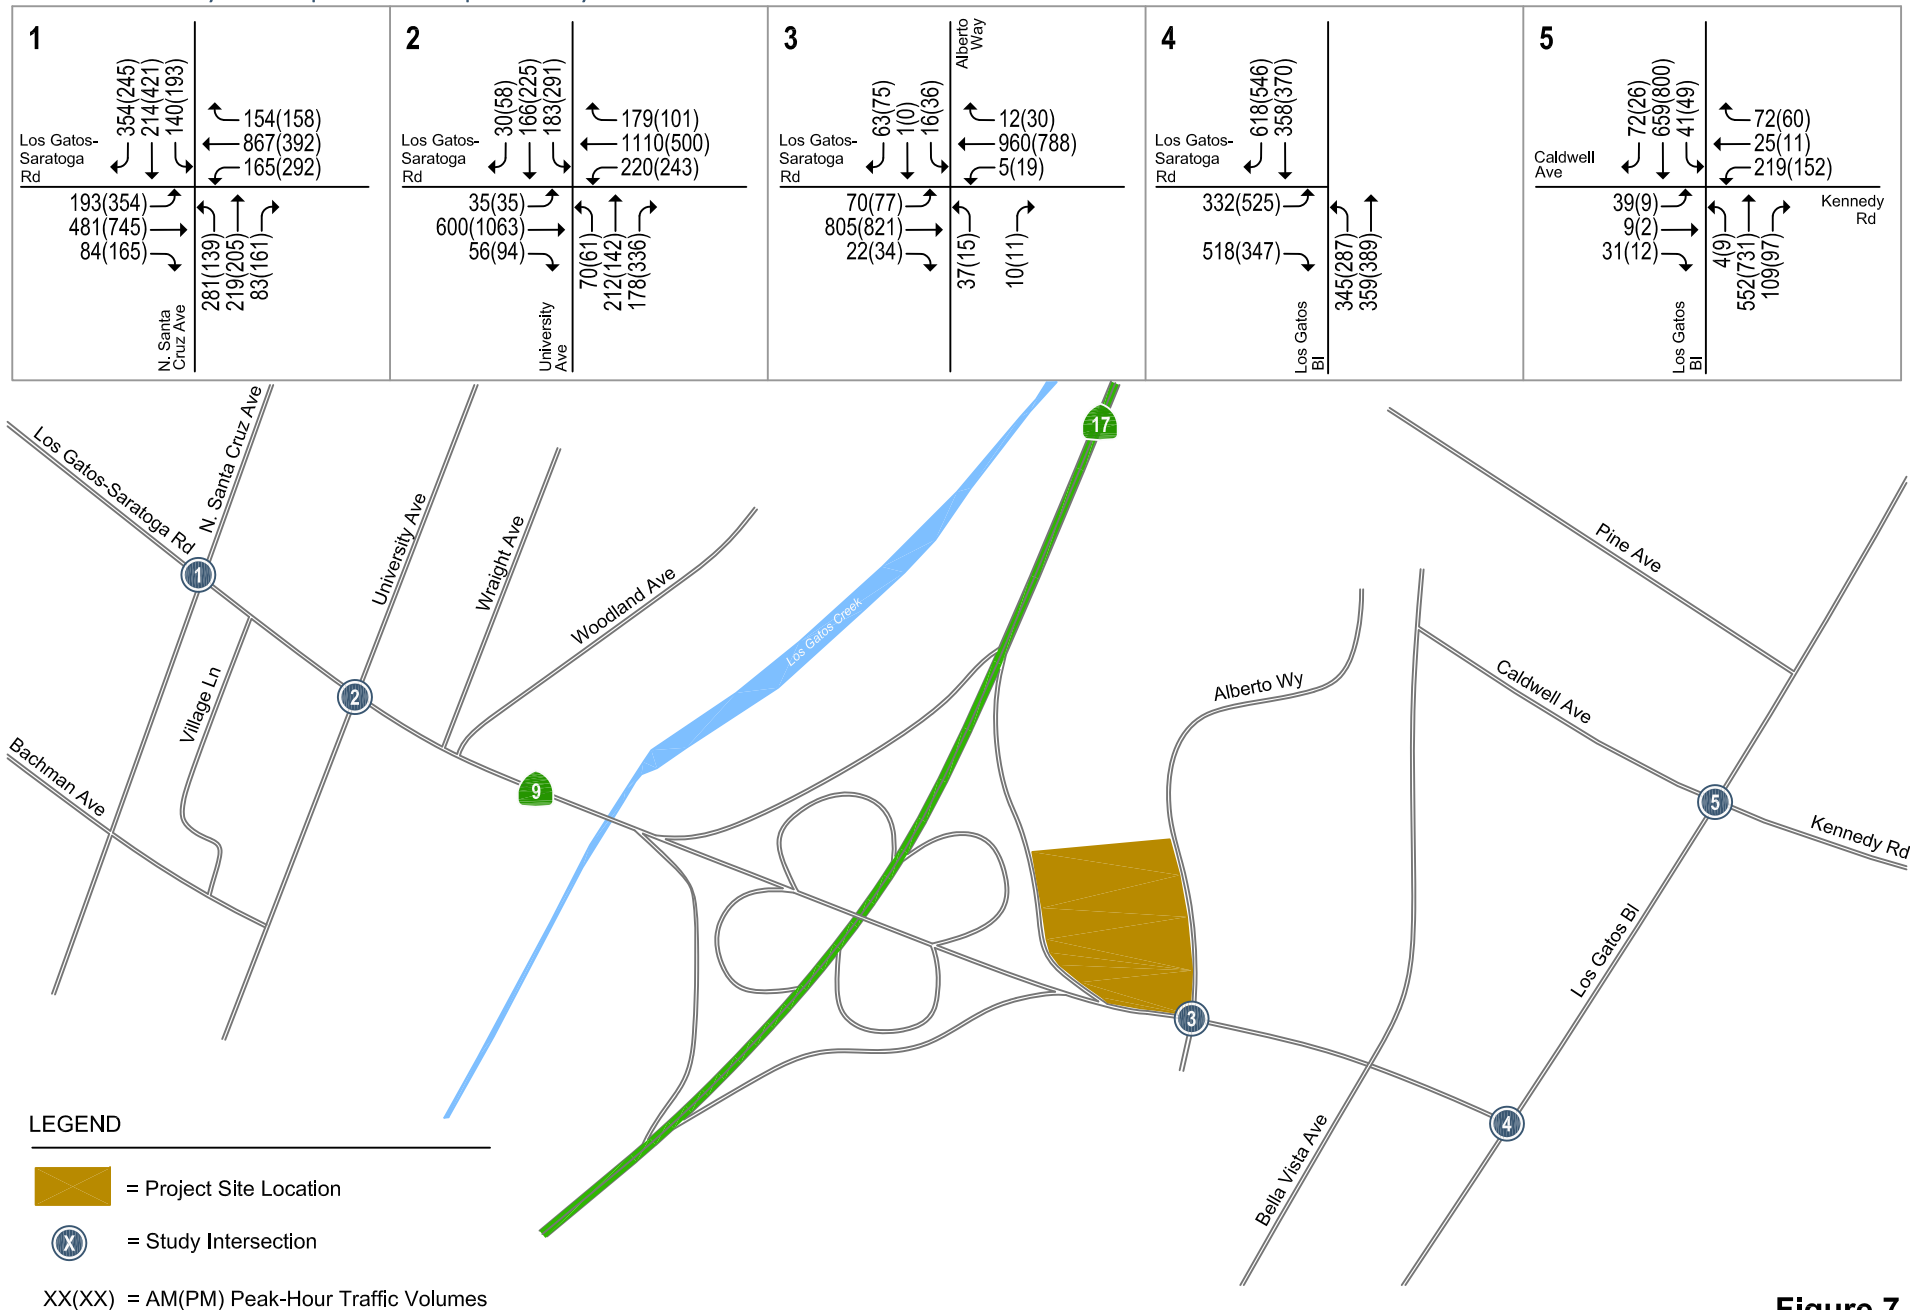 1
354(245)
214(421)
140(193)
154(158)
867(392)
165(292)
Los Gatos-
Saratoga
Rd
193(354)
481(745)
84(165)
281(139)
219(205)
83(161)
N. Santa
Cruz Ave
2
30(58)
166(225)
183(291)
179(101)
1110(500)
220(243)
Los Gatos-
Saratoga
Rd
35(35)
600(1063)
56(94)
70(61)
212(142)
178(336)
University
Ave
3
Alberto
Way
63(75)
1(0)
16(36)
12(30)
960(788)
5(19)
Los Gatos-
Saratoga
Rd
70(77)
805(821)
22(34)
37(15)
10(11)
4
618(546)
358(370)
Los Gatos-
Saratoga
Rd
332(525)
518(347)
345(287)
359(389)
Los Gatos
Bl
5
72(26)
659(800)
41(49)
72(60)
25(11)
219(152)
Caldwell
Ave
Kennedy
Rd
39(9)
9(2)
31(12)
4(9)
552(731)
109(97)
Los Gatos
Bl
Los Gatos-Saratoga Rd
N. Santa Cruz Ave
University Ave
Wraight Ave
Woodland Ave
Los Gatos Creek
17
Pine Ave
1
Village Ln
2
Bachman Ave
9
Alberto Wy
Caldwell Ave
5
Kennedy Rd
Los Gatos Bl
3
4
Bella Vista Ave
LEGEND
= Project Site Location
X
= Study Intersection
XX(XX) = AM(PM) Peak-Hour Traffic Volumes
Figure 7